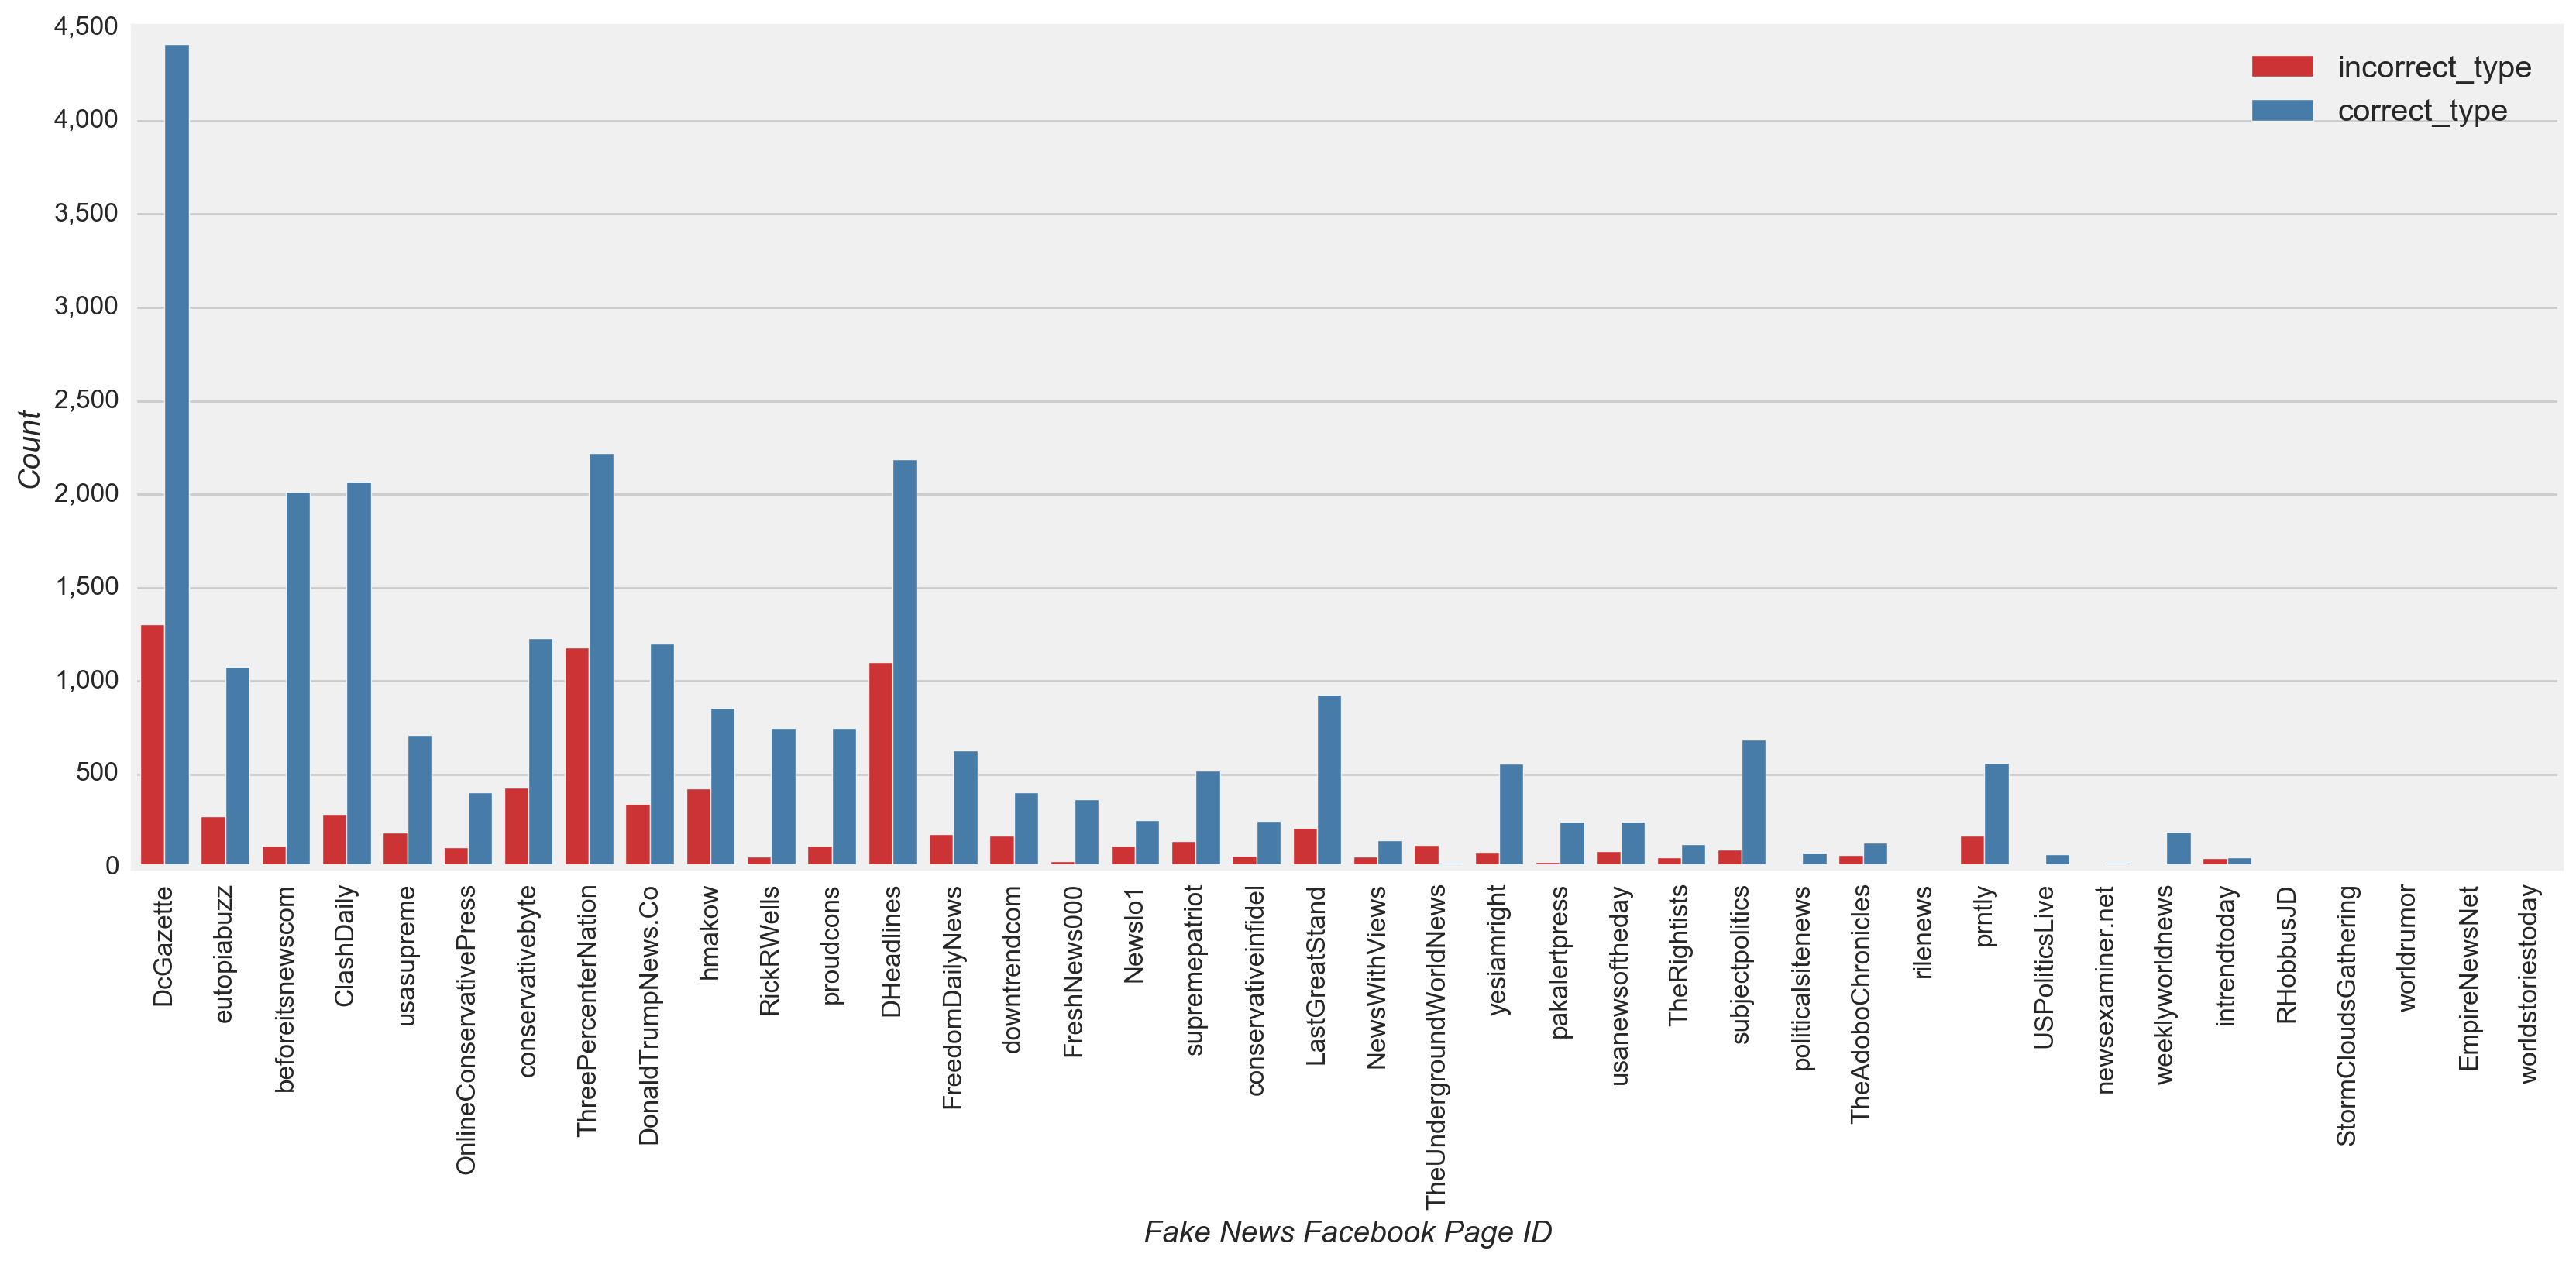 4,500
4,000
3,500
3,000
2,500
2,000
1,500
1,000
500
0
Count
incorrect_type
correct_type
DcGazette
eutopiabuzz
beforeitsnewscom
ClashDaily
usasupreme
OnlineConservativePress
conservativebyte
ThreePercenterNation
DonaldTrumpNews.Co
hmakow
RickRWells
proudcons
DHeadlines
FreedomDailyNews
downtrendcom
FreshNews000
Newslo1
supremepatriot
conservativeinfidel
LastGreatStand
NewsWithViews
TheUndergroundWorldNews
yesiamright
pakalertpress
usanewsoftheday
TheRightists
subjectpolitics
politicalsitenews
TheAdoboChronicles
rilenews
prntly
USPoliticsLive
newsexaminer.net
weeklyworldnews
intrendtoday
RHobbusJD
StormCloudsGathering
worldrumor
EmpireNewsNet
worldstoriestoday
Fake News Facebook Page ID